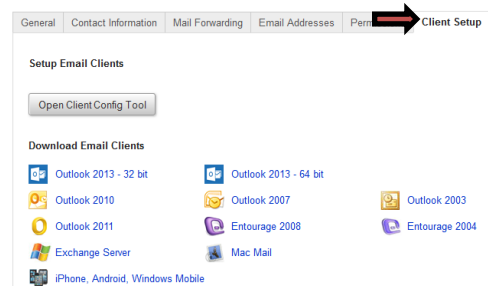 General Contact Information Mail Forwarding Email Addresses Client Setup
Setup Email Clients
Open Client Config Tool
Download Email Clients
Outlook 2013 - 32 bit Outlook 2013 - 64 bit
Outlook 2010 Outlook 2007 Outlook 2003
Outlook 2011 Entourage 2008 Entourage 2004
Exchange Server Mac Mail
iPhone, Android, Windows Mobile